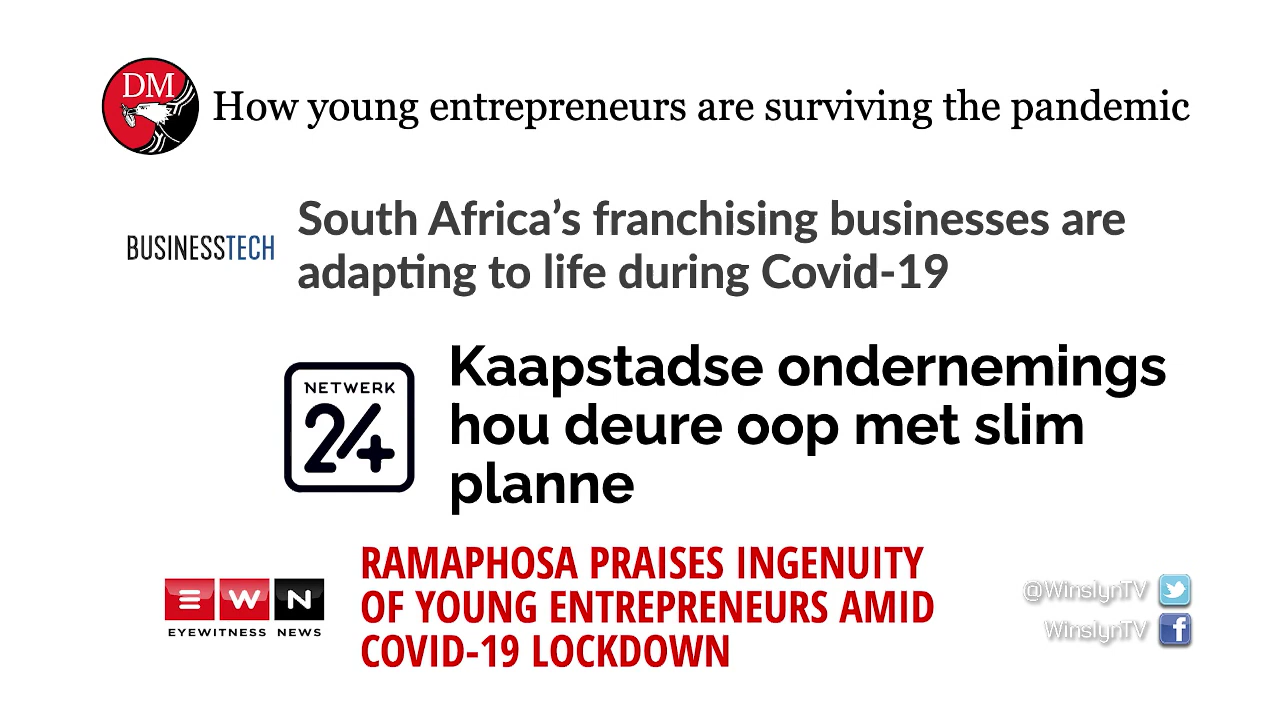 DM
How young entrepreneurs are surviving the pandemic
BUSINESSTECH
South Africa’s franchising businesses are
adapting to life during Covid-19
NETWERK
24
Kaapstadse ondernemings
hou deure oop met slim
planne
EWN
EYEWITNESS NEWS
RAMAPHOSA PRAISES INGENUITY
OF YOUNG ENTREPRENEURS AMID
COVID-19 LOCKDOWN
@WinslyriTV
WinslyriTV